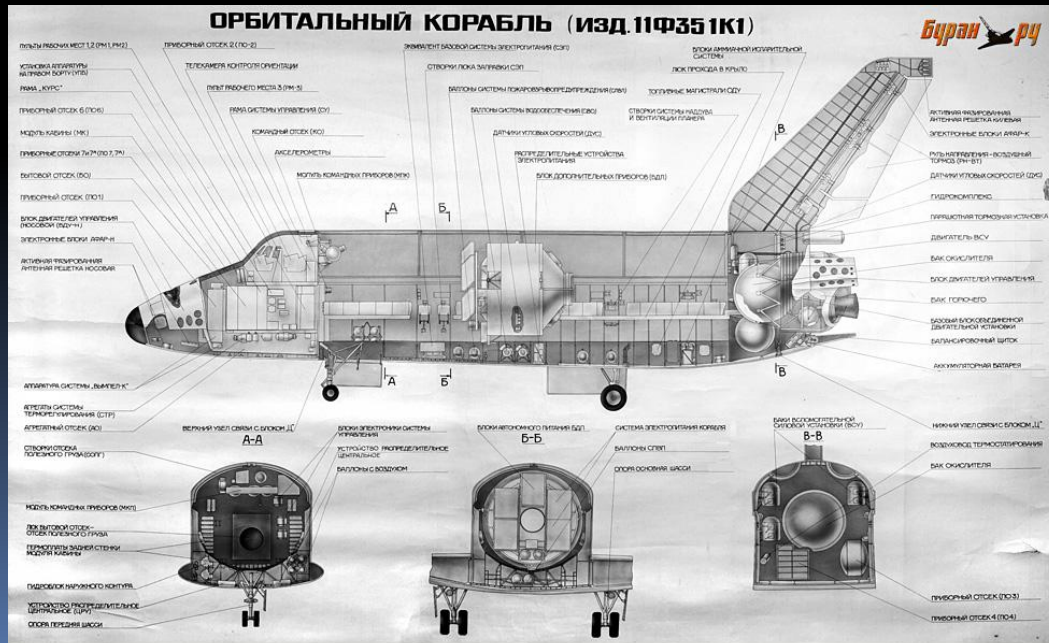 ОРБИТАЛЬНЫЙ КОРАБЛЬ (ИЗД. 11Ф35 1К1)
Буран ру
ПУЛЬТЫ РАБОЧИХ МЕСТ 1,2 (РМ1, РМ2)
УСТАНОВКА АППАРАТУРЫ
НА ПРАВОМ БОРТУ (УПБ)
РАМА „КУРС"
ПРИБОРНЫЙ ОТСЕК 6 (ПО-6)
МОДУЛЬ КАБИНЫ (МК)
ПРИБОРНЫЕ ОТСЕКИ 7и7А (ПО 7, 7А)
БЫТОВОЙ ОТСЕК (БО)
ПРИБОРНЫЙ ОТСЕК (ПО1)
БЛОК ДВИГАТЕЛЕЙ УПРАВЛЕНИЯ
НОСОВОЙ (БДУ-Н)
ЭЛЕКТРОННЫЕ БЛОКИ АФАР-Н
АКТИВНАЯ ФАЗИРОВАННАЯ
АНТЕННАЯ РЕШЕТКА НОСОВАЯ
ПРИБОРНЫЙ ОТСЕК 2 (ПО-2)
ТЕЛЕКАМЕРА КОНТРОЛЯ ОРИЕНТАЦИИ
ПУЛЬТ РАБОЧЕГО МЕСТА 3 (РМ-3)
РАМА СИСТЕМЫ УПРАВЛЕНИЯ (СУ)
КОМАНДНЫЙ ОТСЕК (КО)
АКСЕЛЕРОМЕТРЫ
МОДУЛЬ КОМАНДНЫХ ПРИБОРОВ (МКП)
ЭКВИВАЛЕНТ БАЗОВОЙ СИСТЕМЫ ЭЛЕКТРОПИТАНИЯ (СЭП)
СТВОРКИ ЛЮКА ЗАПРАВКИ СЭП
БАЛЛОНЫ СИСТЕМЫ ПОЖАРОВЗРЫВОПРЕДУПРЕЖДЕНИЯ (СПВП)
БАЛЛОНЫ СИСТЕМЫ ВОДООБЕСПЕЧЕНИЯ (СВО)
ДАТЧИКИ УГЛОВЫХ СКОРОСТЕЙ (ДУС)
РАСПРЕДЕЛИТЕЛЬНЫЕ УСТРОЙСТВА
ЭЛЕКТРОПИТАНИЯ
БЛОК ДОПОЛНИТЕЛЬНЫХ ПРИБОРОВ (БДП)
БЛОКИ АММИАЧНОЙ ИСПАРИТЕЛЬНОЙ
СИСТЕМЫ
ЛЮК ПРОХОДА В КРЫЛО
ТОПЛИВНЫЕ МАГИСТРАЛИ ОДУ
СТВОРКИ СИСТЕМЫ НАДДУВА
И ВЕНТИЛЯЦИИ ПЛАНЕРА
В
А
Б
АКТИВНАЯ ФАЗИРОВАННАЯ
АНТЕННАЯ РЕШЕТКА КИЛЕВАЯ
ЭЛЕКТРОННЫЕ БЛОКИ АФАР-К
РУЛЬ НАПРАВЛЕНИЯ - ВОЗДУШНЫЙ
ТОРМОЗ (РН-ВТ)
ДАТЧИКИ УГЛОВЫХ СКОРОСТЕЙ (ДУС)
ГИДРОКОМПЛЕКС
ПАРАШЮТНАЯ ТОРМОЗНАЯ УСТАНОВКА
ДВИГАТЕЛЬ ВСУ
БАК ОКИСЛИТЕЛЯ
БЛОК ДВИГАТЕЛЕЙ УПРАВЛЕНИЯ
БАК ГОРЮЧЕГО
БАЗОВЫЙ БЛОК ОБЪЕДИНЕННОЙ
ДВИГАТЕЛЬНОЙ УСТАНОВКИ
БАЛАНСИРОВОЧНЫЙ ЩИТОК
АККУМУЛЯТОРНАЯ БАТАРЕЯ
А
Б
В
АППАРАТУРА СИСТЕМЫ „ВЫМПЕЛ-К"
АГРЕГАТЫ СИСТЕМЫ
ТЕРМОРЕГУЛИРОВАНИЯ (СТР)
АГРЕГАТНЫЙ ОТСЕК (АО)
ВЕРХНИЙ УЗЕЛ СВЯЗИ С БЛОКОМ „Ц"
НИЖНИЙ УЗЕЛ СВЯЗИ С БЛОКОМ „Ц"
А-А
СТВОРКИ ОТСЕКА
ПОЛЕЗНОГО ГРУЗА (СОПГ)
МОДУЛЬ КОМАНДНЫХ ПРИБОРОВ (МКП)
ЛЮК БЫТОВОЙ ОТСЕК-
ОТСЕК ПОЛЕЗНОГО ГРУЗА
ГЕРМОПЛАТЫ ЗАДНЕЙ СТЕНКИ
МОДУЛЯ КАБИНЫ
ГИДРОБЛОК НАРУЖНОГО КОНТУРА
УСТРОЙСТВО РАСПРЕДЕЛИТЕЛЬНОЕ
ЦЕНТРАЛЬНОЕ (ЦРУ)
ОПОРА ПЕРЕДНЯЯ ШАССИ
БЛОКИ ЭЛЕКТРОНИКИ СИСТЕМЫ
УПРАВЛЕНИЯ
УСТРОЙСТВО РАСПРЕДЕЛИТЕЛЬНОЕ
ЦЕНТРАЛЬНОЕ
БАЛЛОНЫ С ВОЗДУХОМ
БЛОКИ АВТОНОМНОГО ПИТАНИЯ БДП
Б-Б
СИСТЕМА ЭЛЕКТРОПИТАНИЯ КОРАБЛЯ
БАЛЛОНЫ СПВП
ОПОРА ОСНОВНАЯ ШАССИ
БАКИ ВСПОМОГАТЕЛЬНОЙ
СИЛОВОЙ УСТАНОВКИ (ВСУ)
В-В
ВОЗДУХОВОД ТЕРМОСТАТИРОВАНИЯ
БАК ОКИСЛИТЕЛЯ
ПРИБОРНЫЙ ОТСЕК (ПО-3)
ПРИБОРНЫЙ ОТСЕК 4 (ПО4)